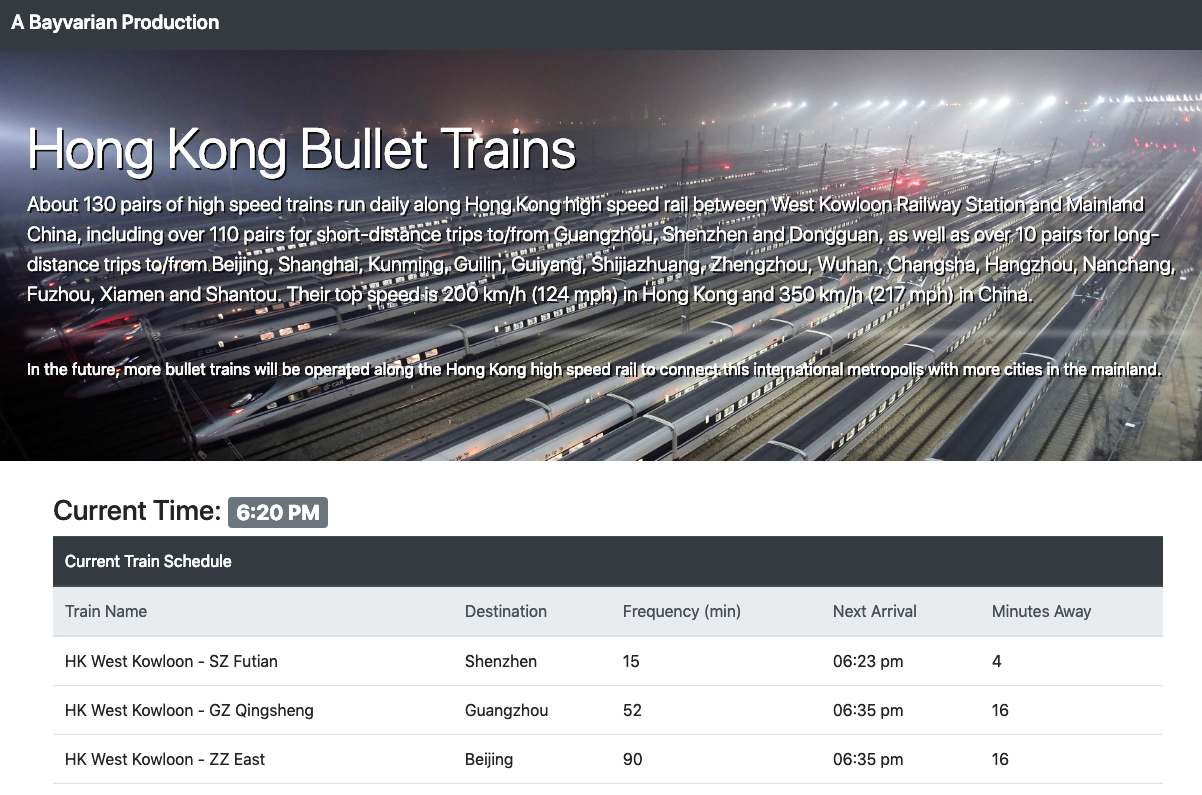 A Bayvarian Production
Hong Kong Bullet Trains
About 130 pairs of high speed trains run daily along Hong Kong high speed rail between West Kowloon Railway Station and Mainland
China, including over 110 pairs for short-distance trips to/from Guangzhou, Shenzhen and Dongguan, as well as over 10 pairs for long-
distance trips to/from Beijing, Shanghai, Kunming, Guilin, Guiyang, Shijiazhuang, Zhengzhou, Wuhan, Changsha, Hangzhou, Nanchang,
Fuzhou, Xiamen and Shantou. Their top speed is 200 km/h (124 mph) in Hong Kong and 350 km/h (217 mph) in China.
In the future, more bullet trains will be operated along the Hong Kong high speed rail to connect this international metropolis with more cities in the mainland.
Current Time: 6:20 PM
Current Train Schedule
Train Name Destination Frequency (min) Next Arrival Minutes Away
HK West Kowloon - SZ Futian Shenzhen 15 06:23 pm 4
HK West Kowloon - GZ Qingsheng Guangzhou 52 06:35 pm 16
HK West Kowloon - ZZ East Beijing 90 06:35 pm 16